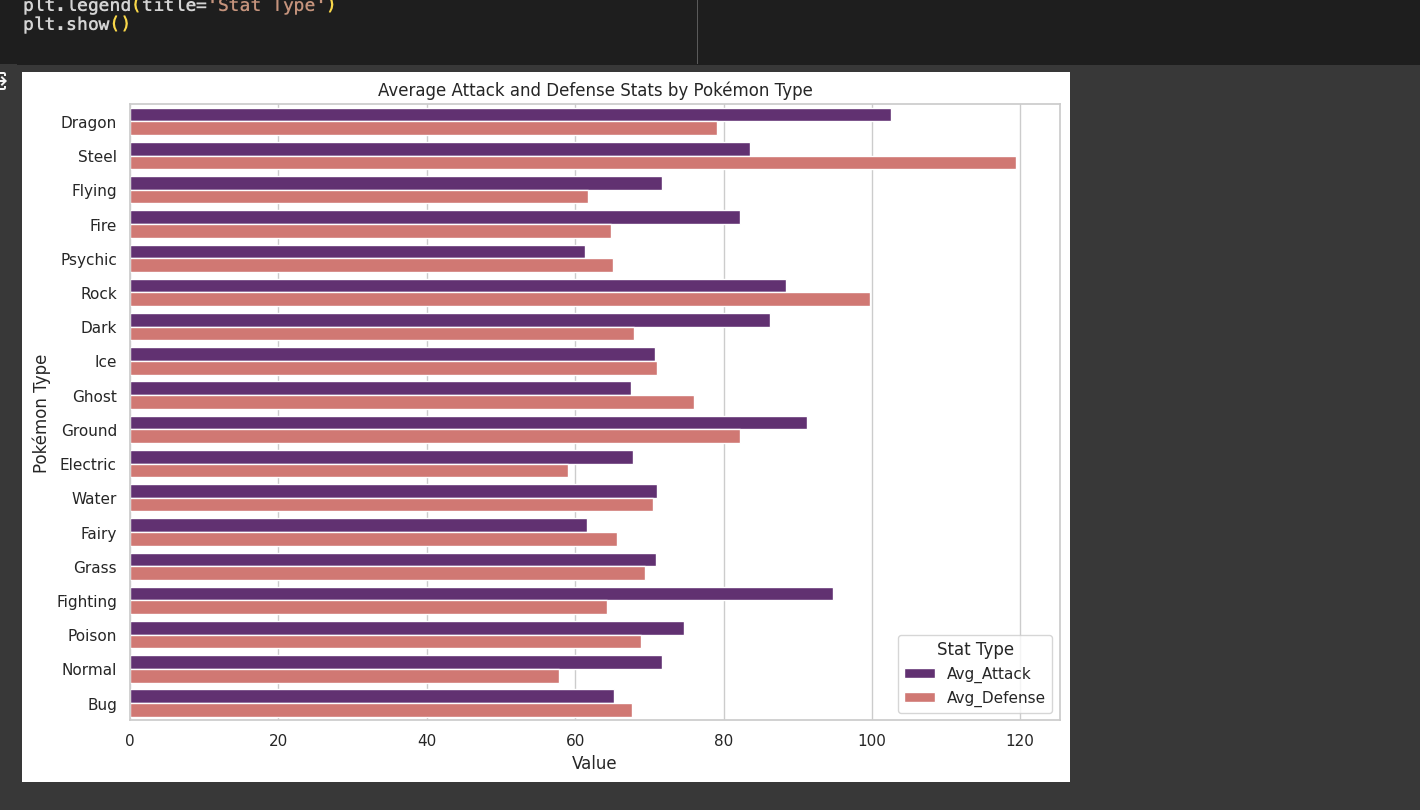 plt.legend(title='Stat Type')
plt.show()
Average Attack and Defense Stats by Pokémon Type
Pokémon Type
Dragon
Steel
Flying
Fire
Psychic
Rock
Dark
Ice
Ghost
Ground
Electric
Water
Fairy
Grass
Fighting
Poison
Normal
Bug
Stat Type
Avg_Attack
Avg_Defense
0 20 40 60 80 100 120
Value